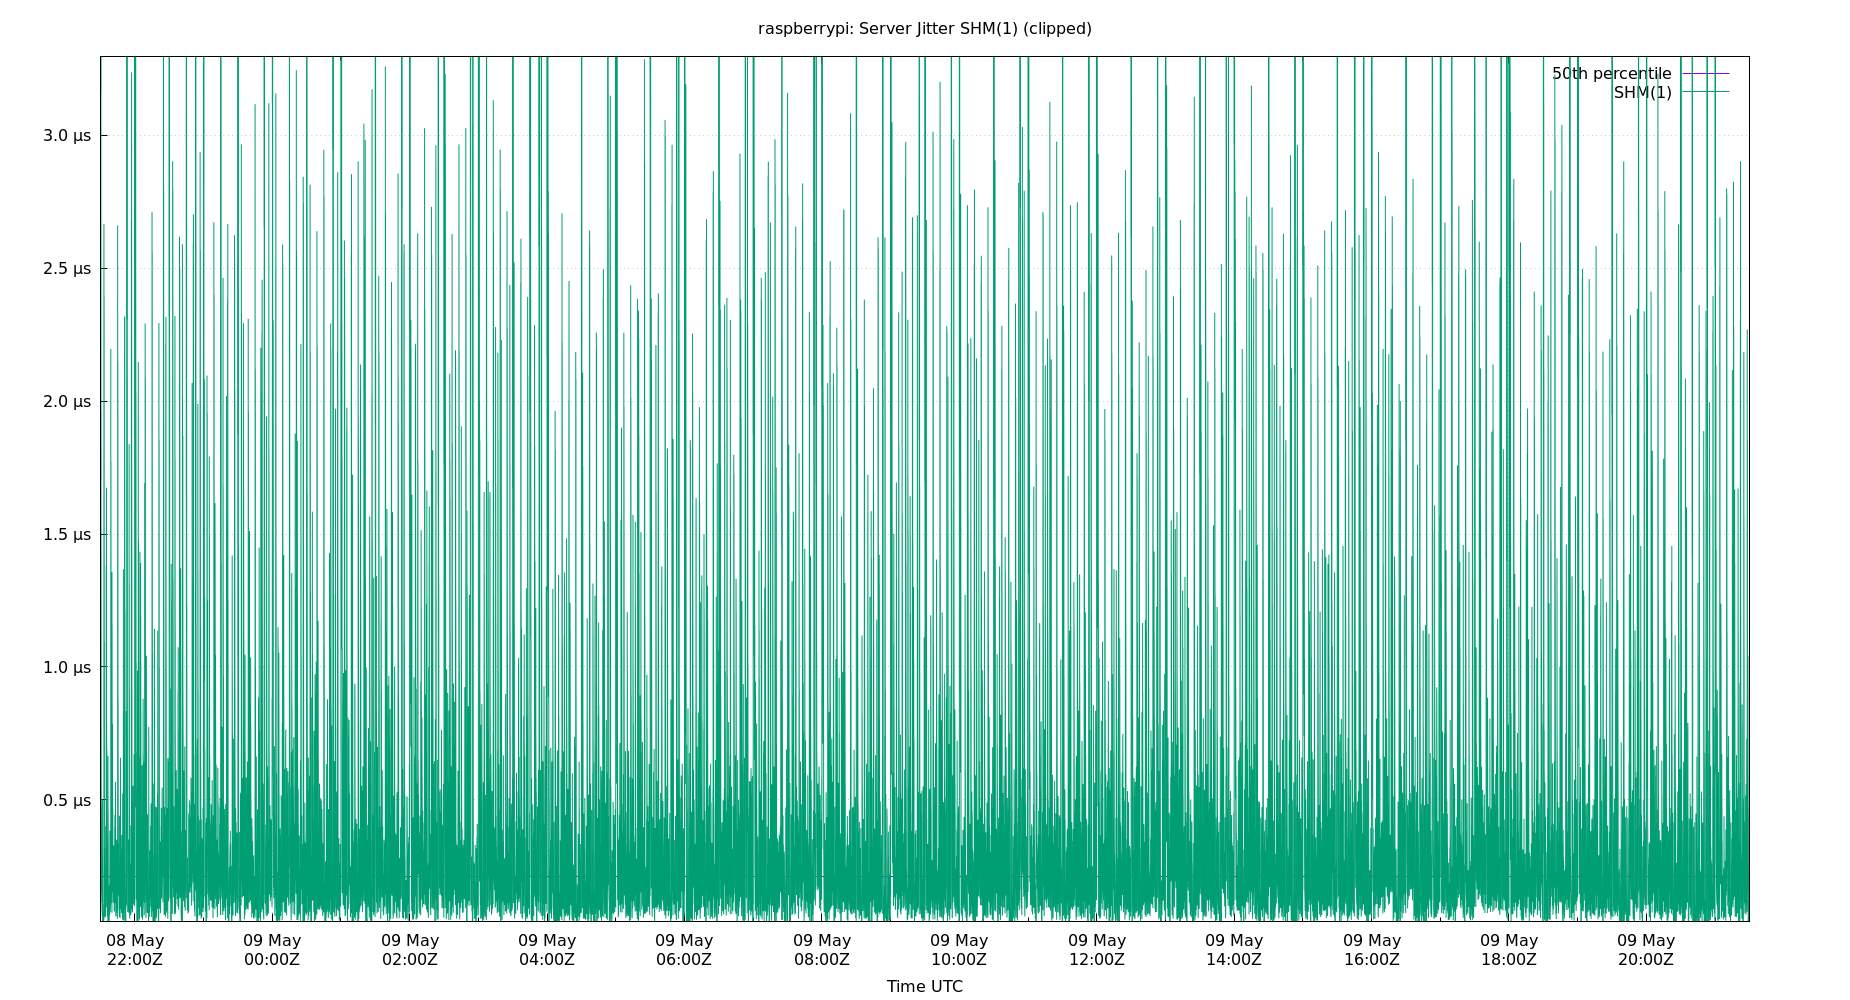 raspberrypi: Server Jitter SHM(1) (clipped)
50th percentile
SHM(1)
3.0 µs
2.5 µs
2.0 µs
1.5 µs
1.0 µs
0.5 µs
08 May 09 May 09 May 09 May 09 May 09 May 09 May 09 May 09 May 09 May 09 May 09 May
22:00Z 00:00Z 02:00Z 04:00Z 06:00Z 08:00Z 10:00Z 12:00Z 14:00Z 16:00Z 18:00Z 20:00Z
Time UTC